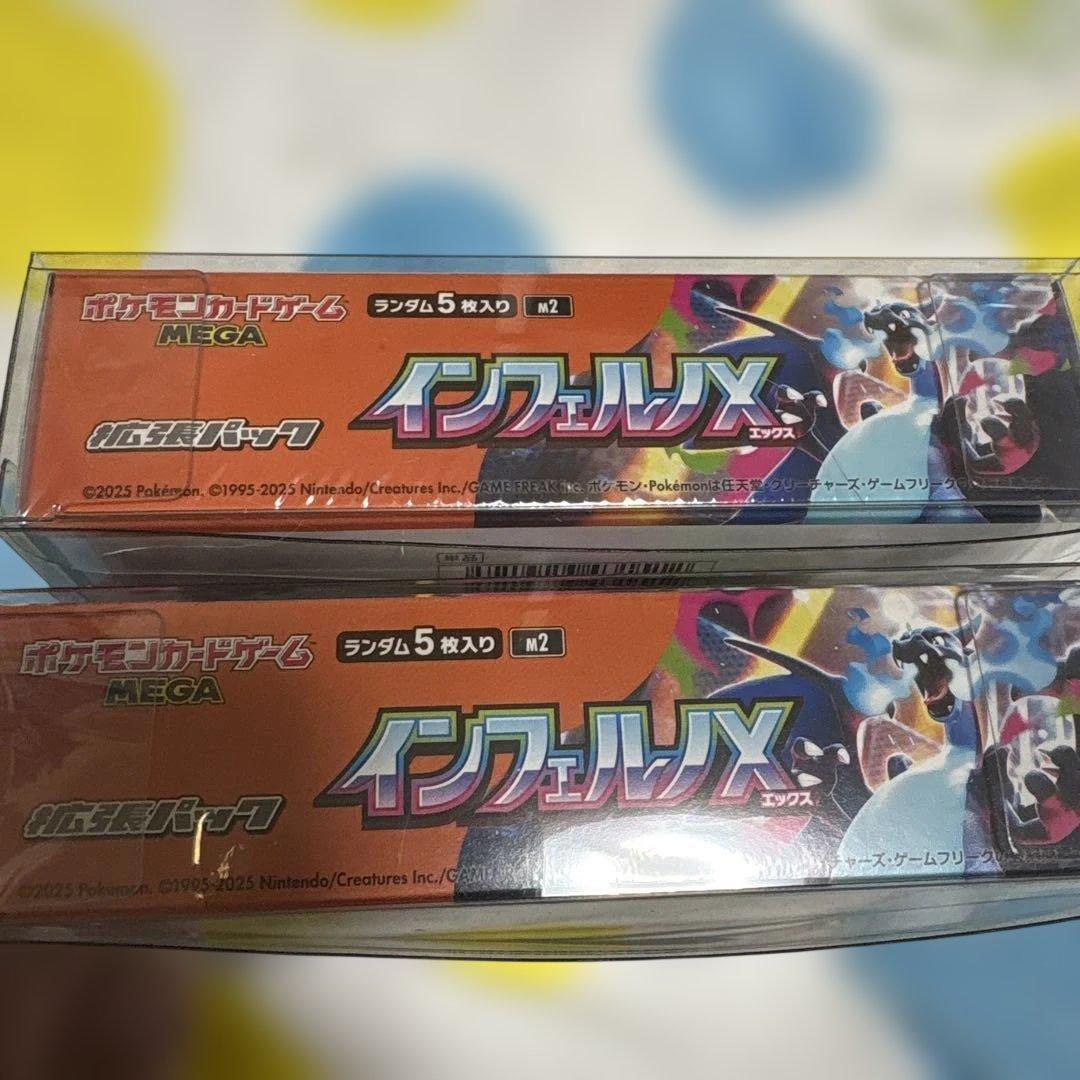 ポケモンカードゲーム
MEGA
ランダム5枚入り M2
インフェルノX
エックス
拡張パック
©2025 Pokémon. ©1995-2025 Nintendo/Creatures Inc./GAME FREAK inc. ポケモン・Pokémonは任天堂・クリーチャーズ・ゲームフリークの
単品
ポケモンカードゲーム
MEGA
ランダム5枚入り M2
インフェルノX
エックス
拡張パック
©2025 Pokémon. ©1995-2025 Nintendo/Creatures Inc./GAME チャーズ・ゲームフリークの